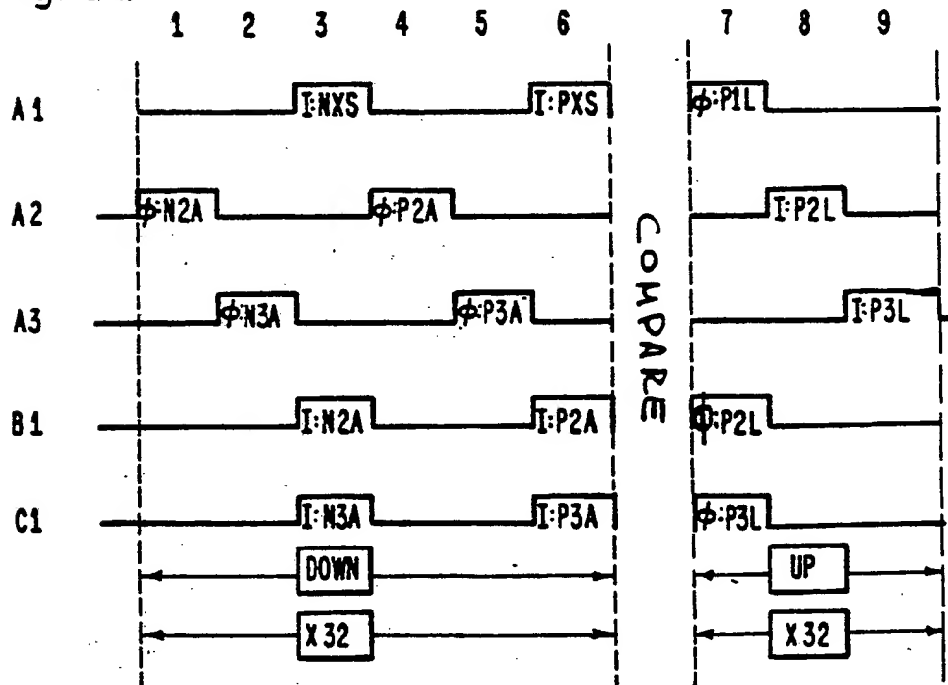 1 2 3 4 5 6 7 8 9
A1 I:NXS I:PXS ϕ:P1L
A2 ϕ:N2A ϕ:P2A I:P2L
A3 ϕ:N3A ϕ:P3A I:P3L
COMPARE
B1 I:N2A I:P2A ϕ:P2L
C1 I:N3A I:P3A ϕ:P3L
DOWN UP
X32 X32